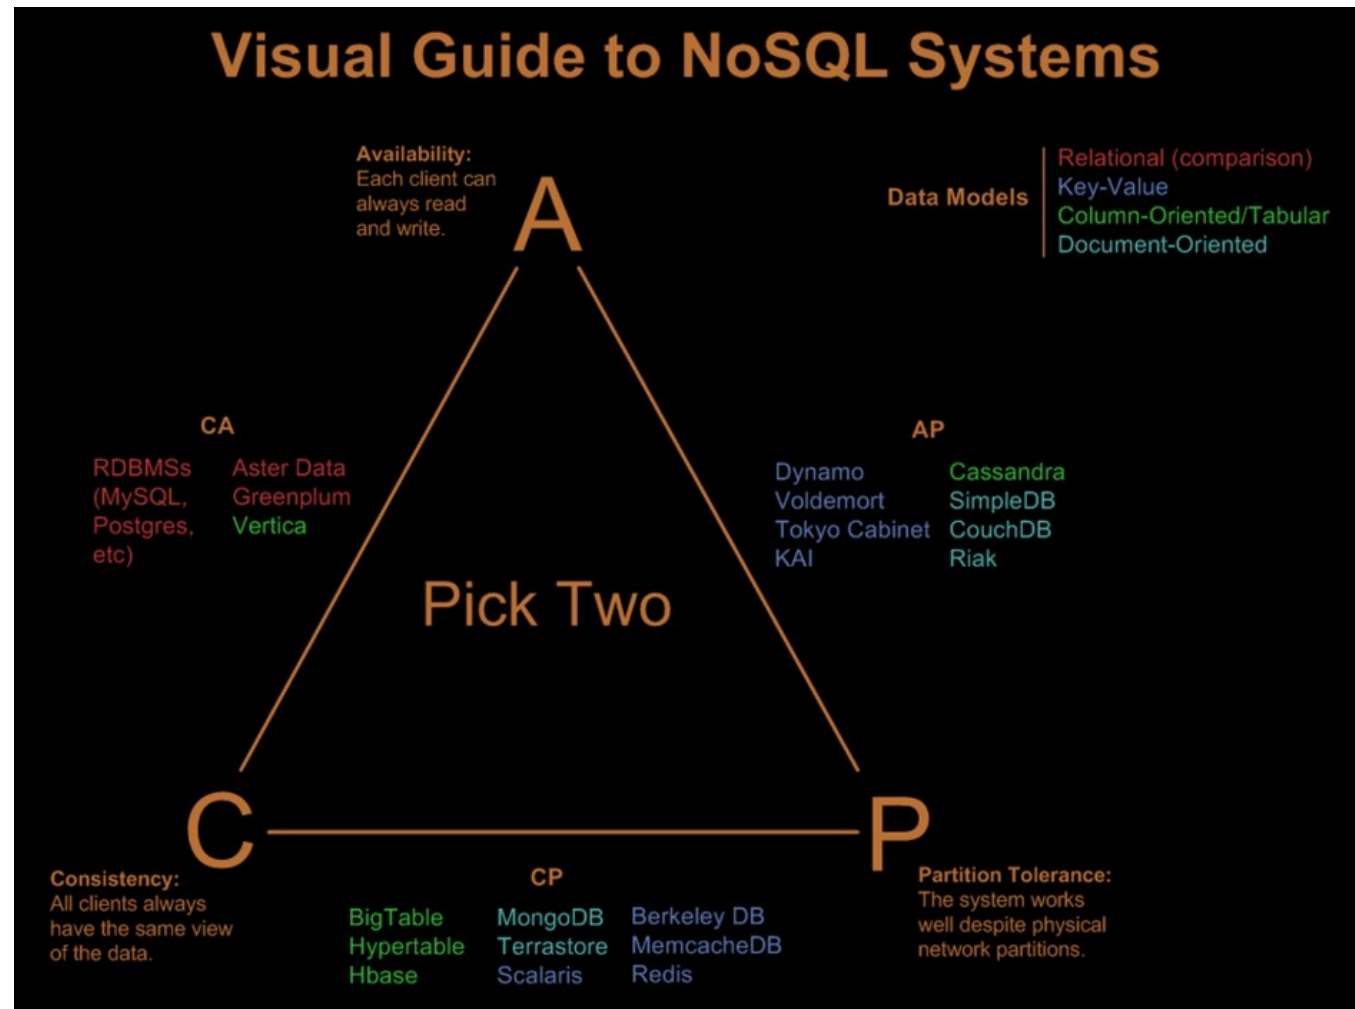 Visual Guide to NoSQL Systems
Availability:
Each client can
always read
and write.
A
Data Models
Relational (comparison)
Key-Value
Column-Oriented/Tabular
Document-Oriented
CA
RDBMSs
(MySQL,
Postgres,
etc)
Aster Data
Greenplum
Vertica
AP
Dynamo
Voldemort
Tokyo Cabinet
KAI
Cassandra
SimpleDB
CouchDB
Riak
Pick Two
C
P
Consistency:
All clients always
have the same view
of the data.
CP
BigTable
Hypertable
Hbase
MongoDB
Terrastore
Scalaris
Berkeley DB
MemcacheDB
Redis
Partition Tolerance:
The system works
well despite physical
network partitions.